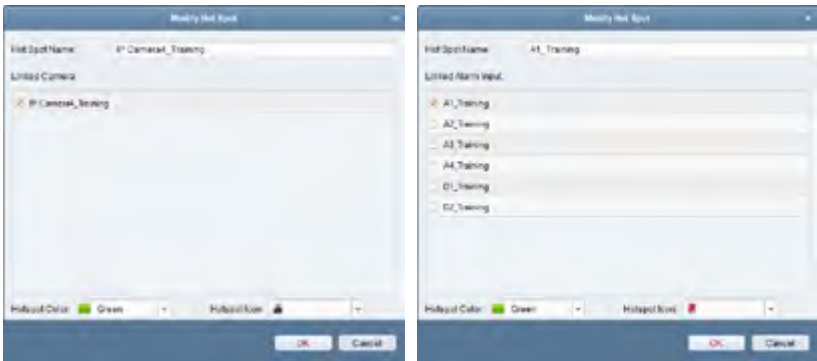 Modify Hot Spot
Hot Spot Name: IP Camera4_Training
Linked Camera:
IP Camera4_Training
Hotspot Color: Green Hotspot Icon:
OK Cancel
Modify Hot Spot
Hot Spot Name: A1_Training
Linked Alarm Input:
A1_Training
A2_Training
A3_Training
A4_Training
D1_Training
D2_Training
Hotspot Color: Green Hotspot Icon:
OK Cancel